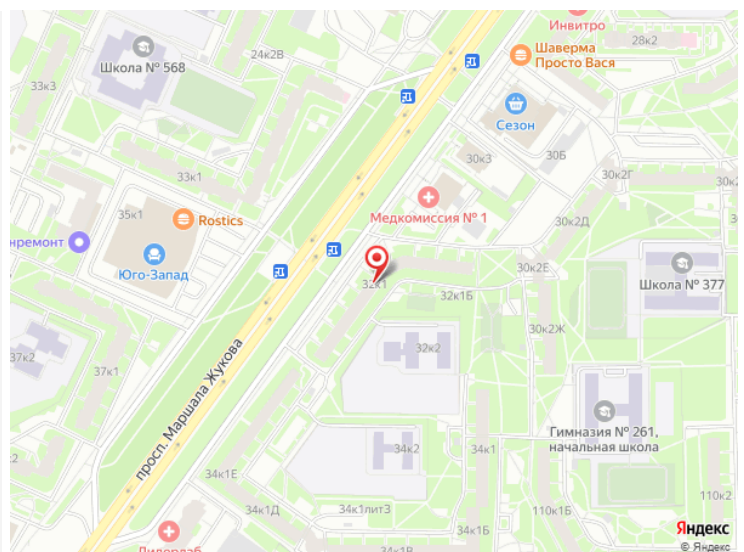 Инвитро
24к2В
28к2
Школа № 568
Шаверма
Просто Вася
33к3
Сезон
30Б
30к3
33к1
30к2Г
Медкомиссия № 1
35к1
Rostics
30к2Д
нремонт
Юго-Запад
30к2Е
Школа № 377
32к1
32к1Б
30к2Ж
просп. Маршала Жукова
37к2
32к2
37к1
Гимназия № 261,
начальная школа
34к2
34к1
34к1Е
110к2
34к1Д
34к1лит3
110к1Б
34к1Б
Яндекс
© Яндекс